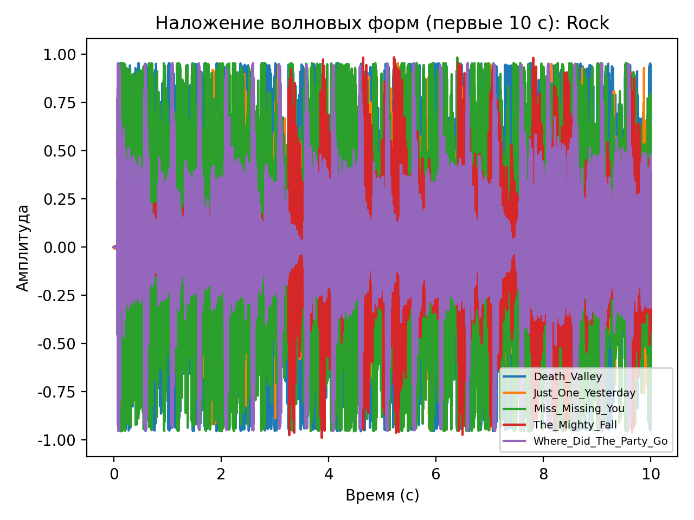 Наложение волновых форм (первые 10 с): Rock
1.00
0.75
0.50
0.25
0.00
-0.25
-0.50
-0.75
-1.00
Амплитуда
0 2 4 6 8 10
Время (с)
Death_Valley
Just_One_Yesterday
Miss_Missing_You
The_Mighty_Fall
Where_Did_The_Party_Go